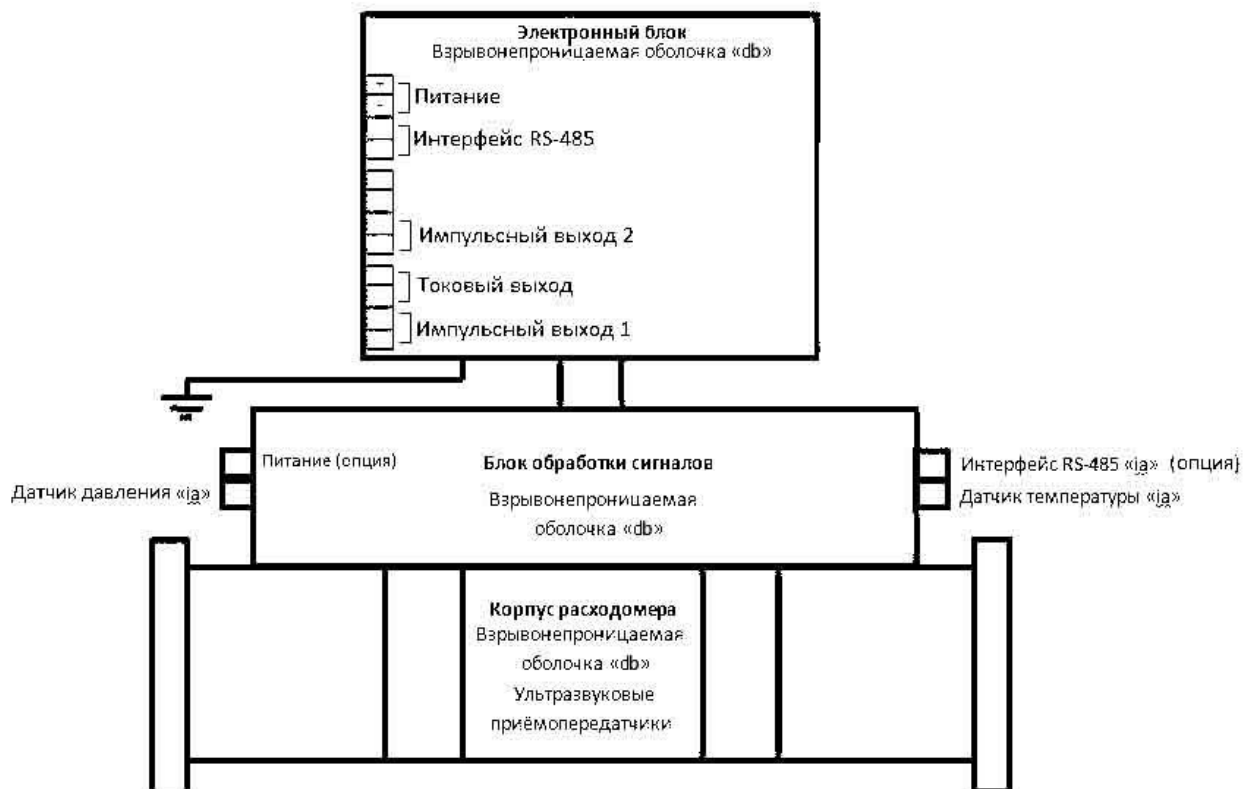 Электронный блок
Взрывонепроницаемая оболочка «db»
+
Питание
-
Интерфейс RS-485
Импульсный выход 2
Токовый выход
Импульсный выход 1
Питание (опция)
Датчик давления «ia»
Блок обработки сигналов
Взрывонепроницаемая
оболочка «db»
Интерфейс RS-485 «ia» (опция)
Датчик температуры «ia»
Корпус расходомера
Взрывонепроницаемая
оболочка «db»
Ультразвуковые
приёмопередатчики